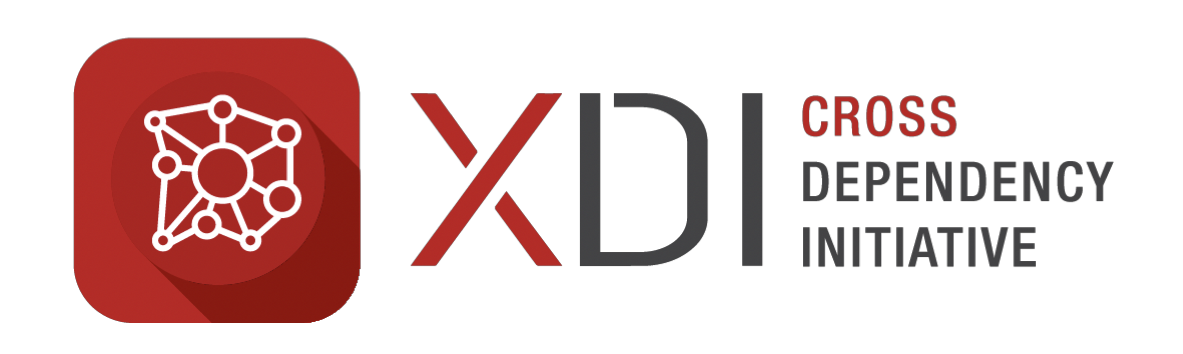 XDI
CROSS
DEPENDENCY
INITIATIVE